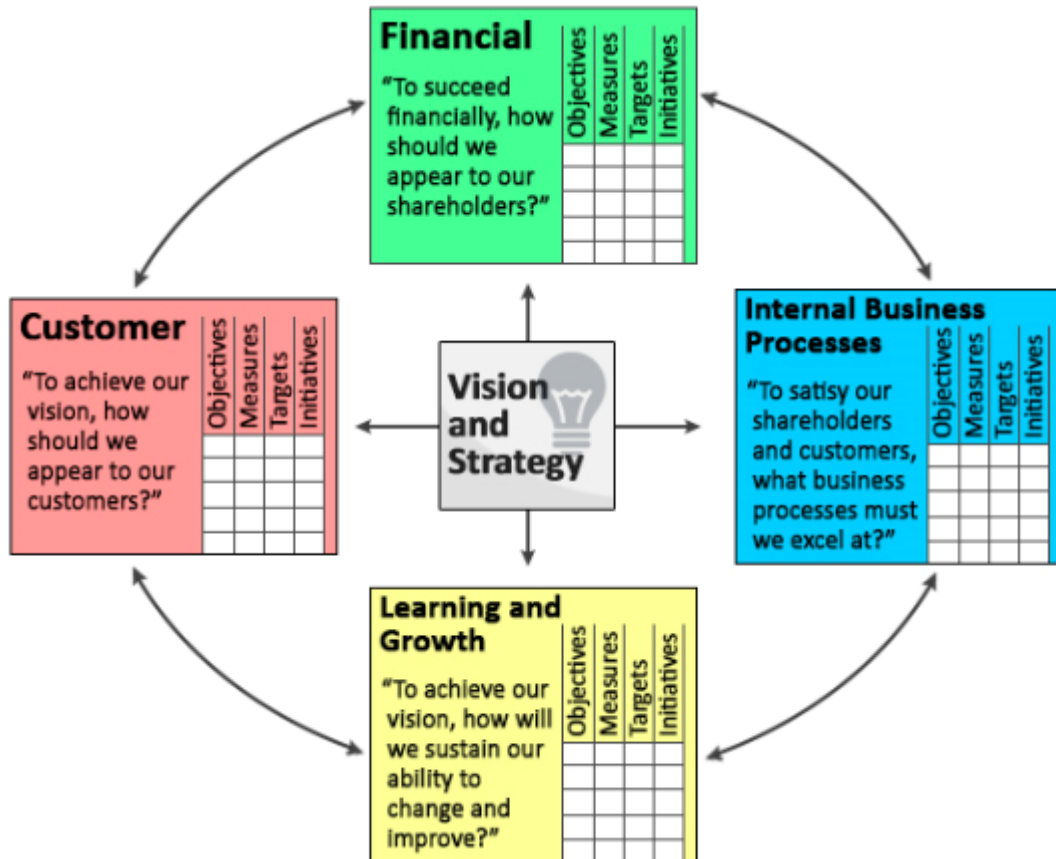 Financial
“To succeed
financially, how
should we
appear to our
shareholders?”
Objectives
Measures
Targets
Initiatives
Customer
“To achieve our
vision, how
should we
appear to our
customers?”
Objectives
Measures
Targets
Initiatives
Vision
and
Strategy
Internal Business
Processes
“To satisy our
shareholders
and customers,
what business
processes must
we excel at?”
Objectives
Measures
Targets
Initiatives
Learning and
Growth
“To achieve our
vision, how will
we sustain our
ability to
change and
improve?”
Objectives
Measures
Targets
Initiatives